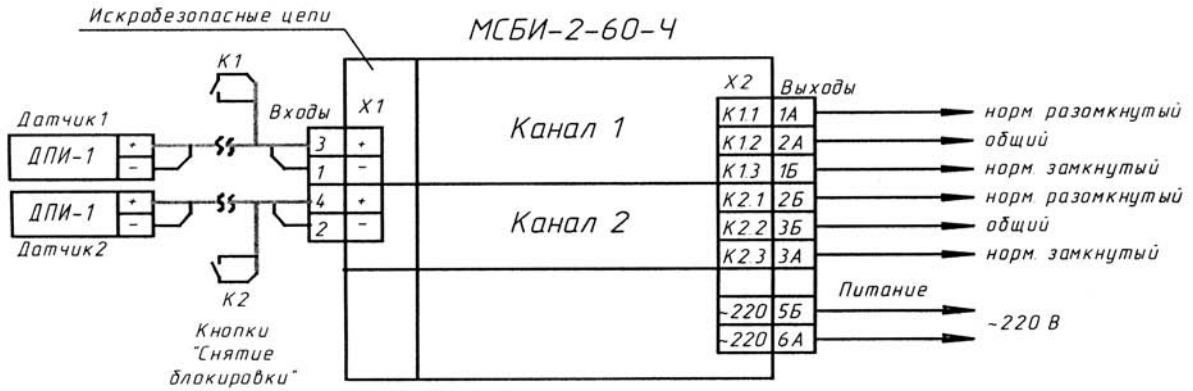 Искробезопасные цепи
МСБИ-2-60-Ч
К1
Датчик1
ДПИ-1
+
-
ДПИ-1
+
-
Датчик2
К2
Кнопки
"Снятие
блокировки"
Входы
X1
3 +
1 -
4 +
2 -
Канал 1
Канал 2
X2
Выходы
К1.1 1А норм. разомкнутый
К1.2 2А общий
К1.3 1Б норм. замкнутый
К2.1 2Б норм. разомкнутый
К2.2 3Б общий
К2.3 3А норм. замкнутый
Питание
~220 5Б
~220 6А
~220 В